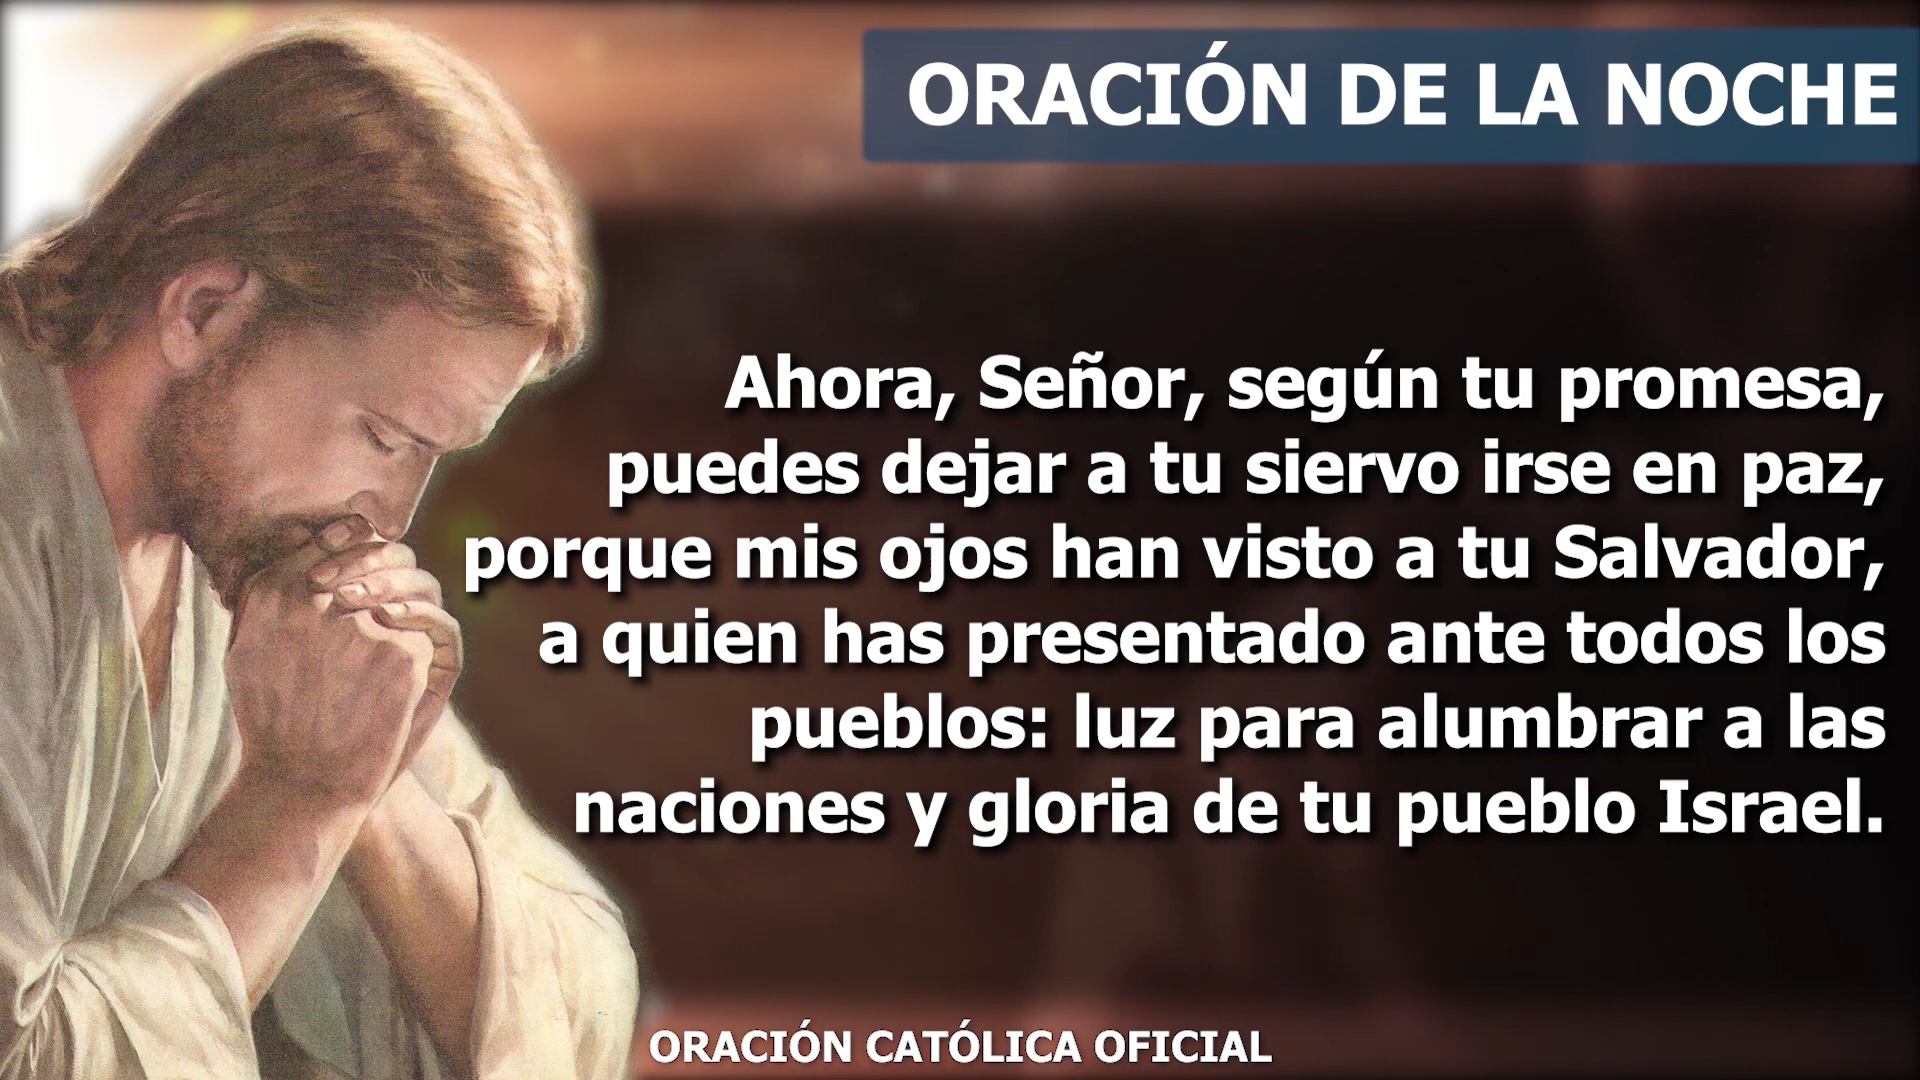 ORACIÓN DE LA NOCHE
Ahora, Señor, según tu promesa,
puedes dejar a tu siervo irse en paz,
porque mis ojos han visto a tu Salvador,
a quien has presentado ante todos los
pueblos: luz para alumbrar a las
naciones y gloria de tu pueblo Israel.
ORACIÓN CATÓLICA OFICIAL